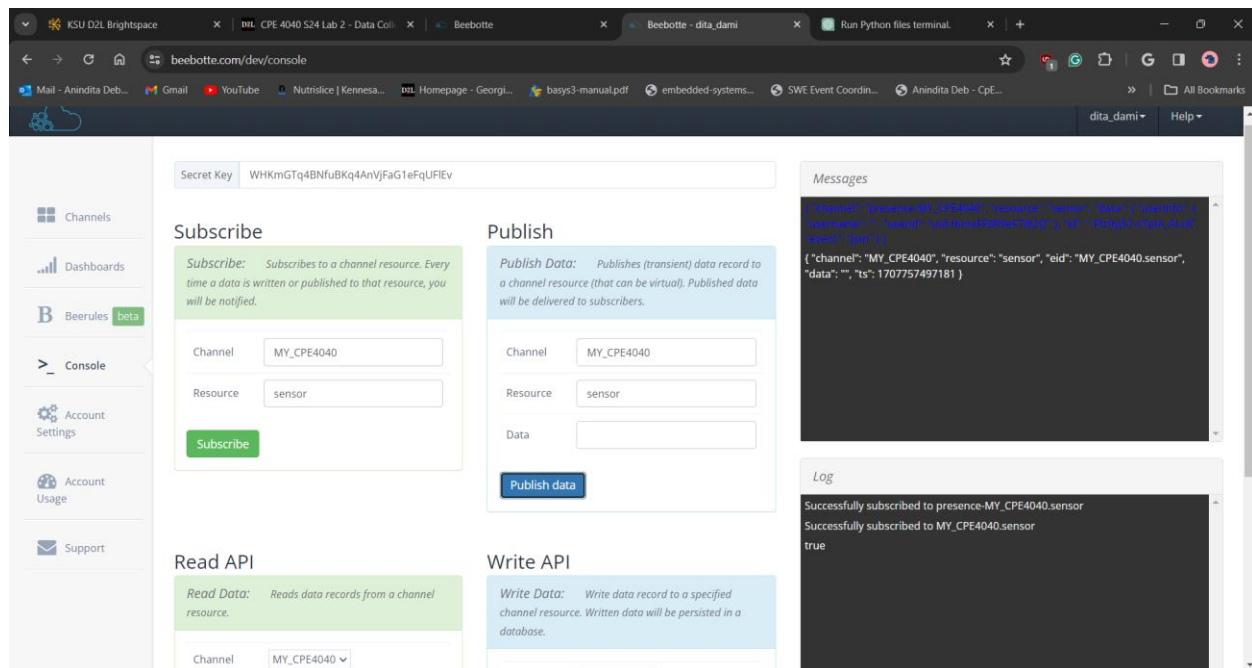 KSU D2L Brightspace
CPE 4040 S24 Lab 2 - Data Coll
Beebotte
Beebotte - dita_dami
Run Python files terminal.
beebotte.com/dev/console
Mail - Anindita Deb...
Gmail
YouTube
Nutrislice | Kennesa...
D2L Homepage - Georgi...
basys3-manual.pdf
embedded-systems...
SWE Event Coordin...
Anindita Deb - CpE...
All Bookmarks
dita_dami
Help
Channels
Dashboards
Beerules beta
>_ Console
Account
Settings
Account
Usage
Support
Secret Key WHKmGTq4BNfuBKq4AnVjFaG1eFqUFlEv
Subscribe
Subscribe: Subscribes to a channel resource. Every
time a data is written or published to that resource, you
will be notified.
Channel MY_CPE4040
Resource sensor
Subscribe
Publish
Publish Data: Publishes (transient) data record to
a channel resource (that can be virtual). Published data
will be delivered to subscribers.
Channel MY_CPE4040
Resource sensor
Data
Publish data
Read API
Read Data: Reads data records from a channel
resource.
Channel MY_CPE4040
Write API
Write Data: Write data record to a specified
channel resource. Written data will be persisted in a
database.
Messages
{ "channel": "presence-MY_CPE4040", "resource": "sensor", "data": { "userinfo": {
{ "channel": "MY_CPE4040", "resource": "sensor", "eid": "MY_CPE4040.sensor",
"data": "", "ts": 1707757497181 }
Log
Successfully subscribed to presence-MY_CPE4040.sensor
Successfully subscribed to MY_CPE4040.sensor
true